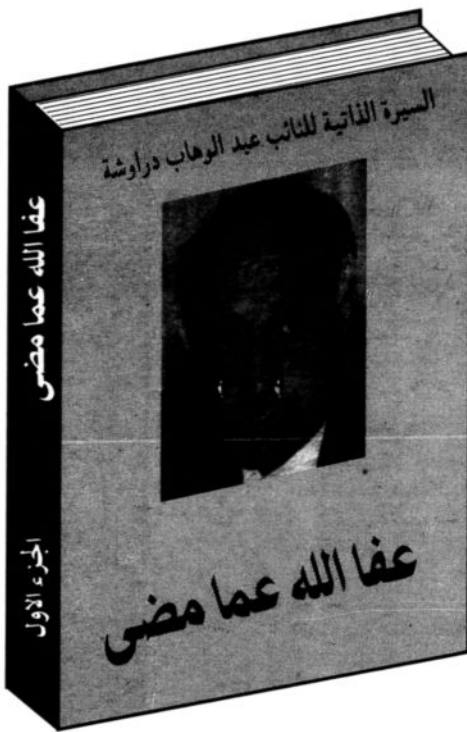 السيرة الذاتية للنائب عبد الوهاب دراوشة
عفا الله عما مضى
عفا الله عما مضى
الجزء الاول